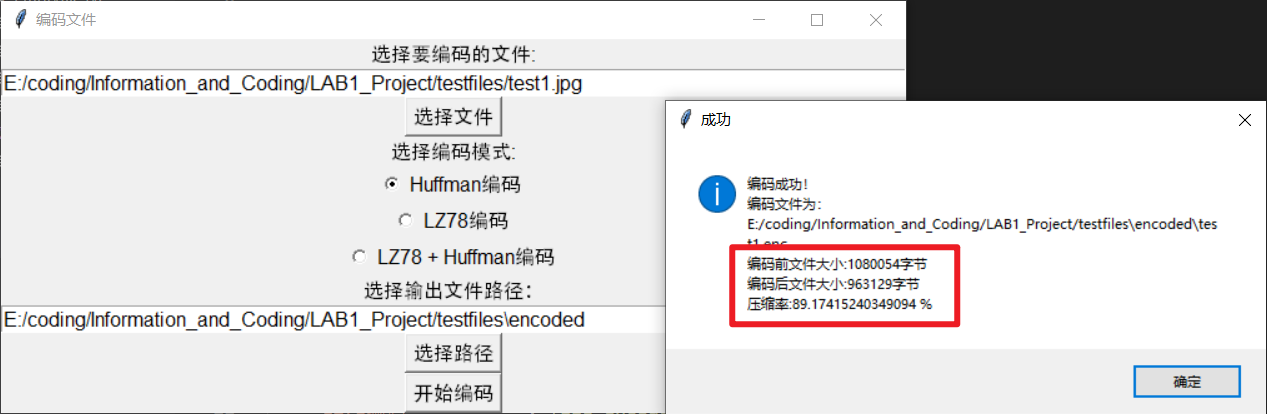 编码文件
选择要编码的文件:
E:/coding/Information_and_Coding/LAB1_Project/testfiles/test1.jpg
选择文件
选择编码模式:
Huffman编码
LZ78编码
LZ78 + Huffman编码
选择输出文件路径:
E:/coding/Information_and_Coding/LAB1_Project/testfiles\encoded
选择路径
开始编码
成功
编码成功!
编码文件为:
E:/coding/Information_and_Coding/LAB1_Project/testfiles\encoded\tes
t1.enc
编码前文件大小:1080054字节
编码后文件大小:963129字节
压缩率:89.17415240349094 %
确定